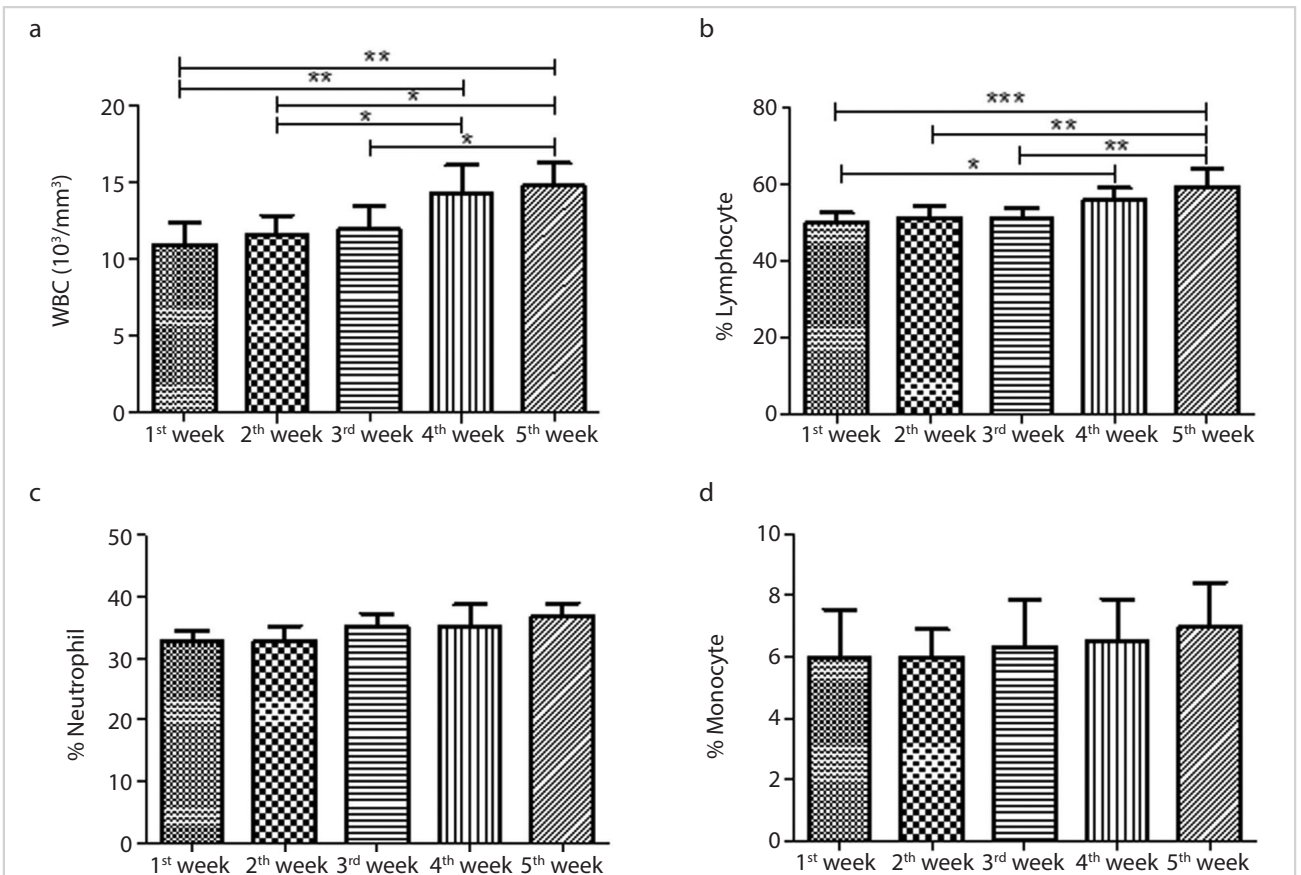 a
**
**
*
*
*
20
15
10
5
0
WBC (10³/mm³)
1st week 2th week 3rd week 4th week 5th week
b
***
**
**
*
80
60
40
20
0
% Lymphocyte
1st week 2th week 3rd week 4th week 5th week
c
50
40
30
20
10
0
% Neutrophil
1st week 2th week 3rd week 4th week 5th week
d
10
8
6
4
2
0
% Monocyte
1st week 2th week 3rd week 4th week 5th week